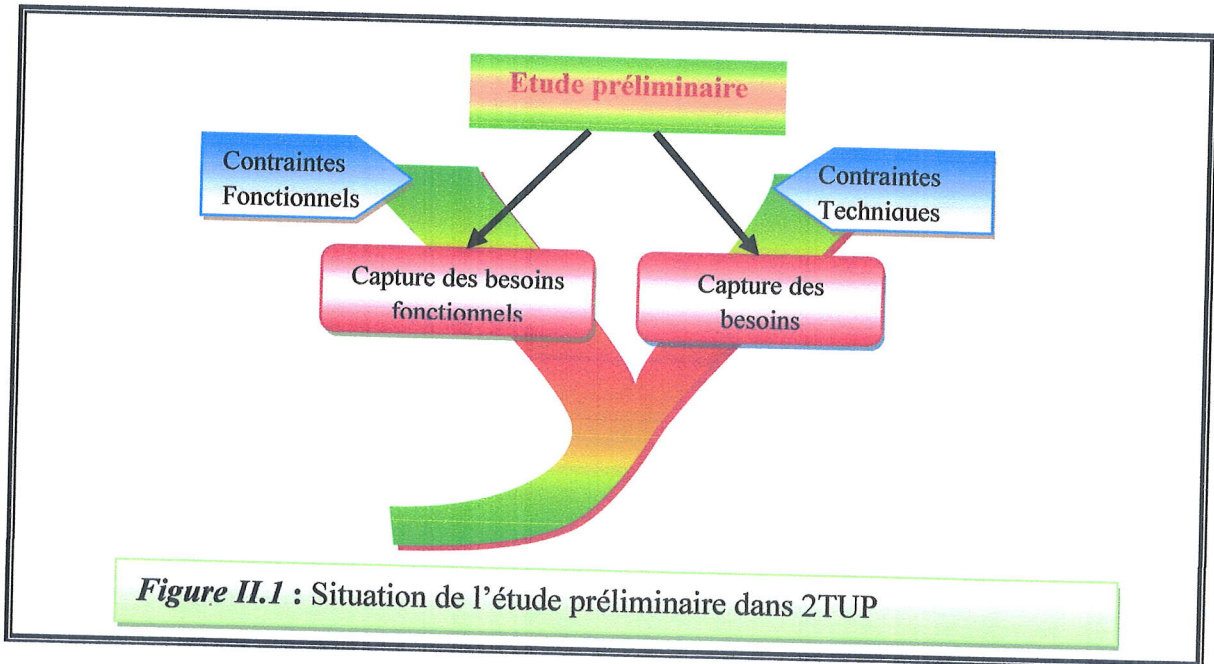 Etude préliminaire
Contraintes
Fonctionnels
Contraintes
Techniques
Capture des besoins
fonctionnels
Capture des
besoins
Figure II.1 : Situation de l'étude préliminaire dans 2TUP